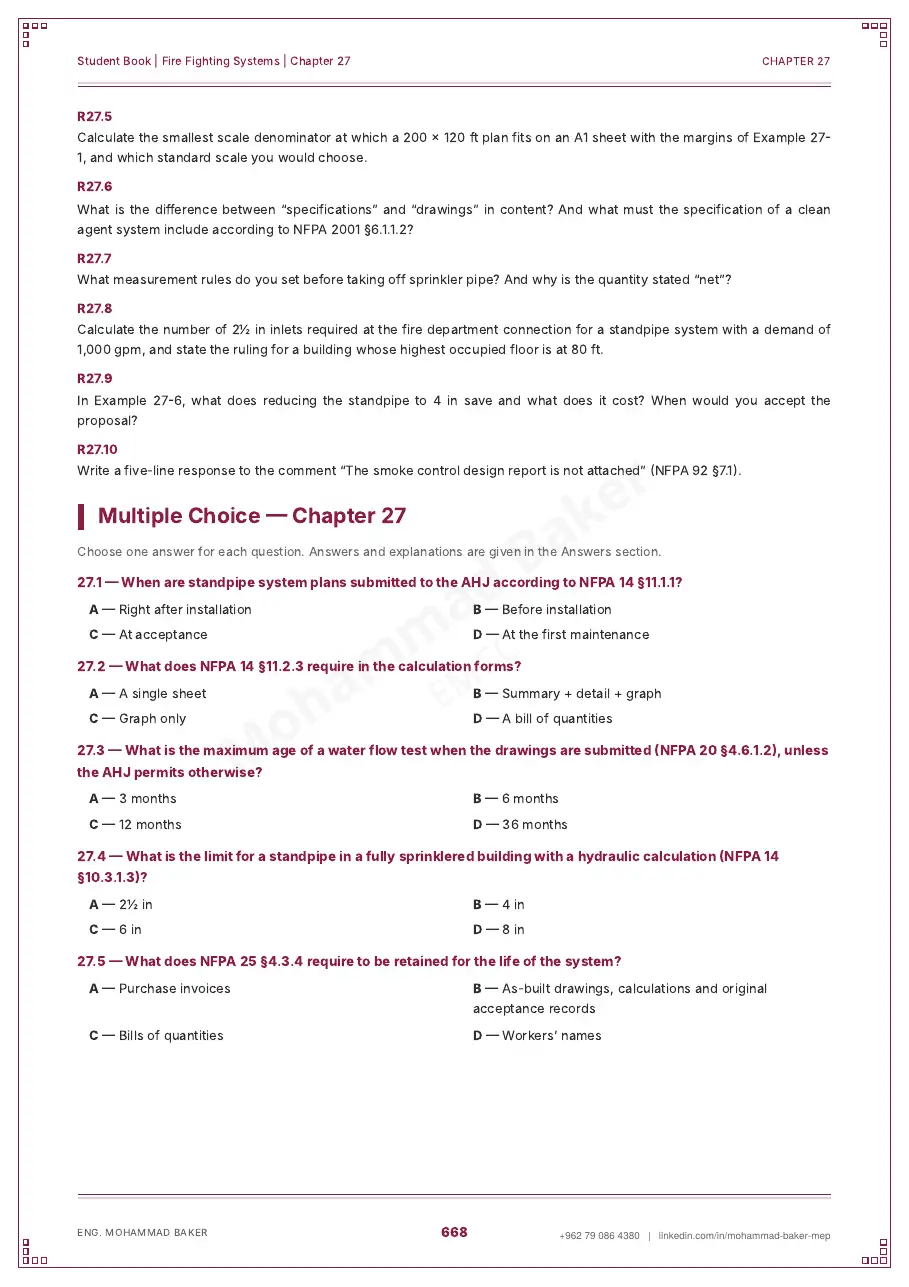 Student Book | Fire Fighting Systems | Chapter 27
CHAPTER 27
R27.5
Calculate the smallest scale denominator at which a 200 × 120 ft plan fits on an A1 sheet with the margins of Example 27-
1, and which standard scale you would choose.
R27.6
What is the difference between “specifications” and “drawings” in content? And what must the specification of a clean
agent system include according to NFPA 2001 §6.1.1.2?
R27.7
What measurement rules do you set before taking off sprinkler pipe? And why is the quantity stated “net”?
R27.8
Calculate the number of 2½ in inlets required at the fire department connection for a standpipe system with a demand of
1,000 gpm, and state the ruling for a building whose highest occupied floor is at 80 ft.
R27.9
In Example 27-6, what does reducing the standpipe to 4 in save and what does it cost? When would you accept the
proposal?
R27.10
Write a five-line response to the comment “The smoke control design report is not attached” (NFPA 92 §7.1).
Multiple Choice — Chapter 27
Choose one answer for each question. Answers and explanations are given in the Answers section.
27.1 — When are standpipe system plans submitted to the AHJ according to NFPA 14 §11.1.1?
A — Right after installation
B — Before installation
C — At acceptance
D — At the first maintenance
27.2 — What does NFPA 14 §11.2.3 require in the calculation forms?
A — A single sheet
B — Summary + detail + graph
C — Graph only
D — A bill of quantities
27.3 — What is the maximum age of a water flow test when the drawings are submitted (NFPA 20 §4.6.1.2), unless
the AHJ permits otherwise?
A — 3 months
B — 6 months
C — 12 months
D — 36 months
27.4 — What is the limit for a standpipe in a fully sprinklered building with a hydraulic calculation (NFPA 14
§10.3.1.3)?
A — 2½ in
B — 4 in
C — 6 in
D — 8 in
27.5 — What does NFPA 25 §4.3.4 require to be retained for the life of the system?
A — Purchase invoices
B — As-built drawings, calculations and original
acceptance records
C — Bills of quantities
D — Workers’ names
Mohammad Baker
EMCC
ENG. MOHAMMAD BAKER
668
+962 79 086 4380 | linkedin.com/in/mohammad-baker-mep